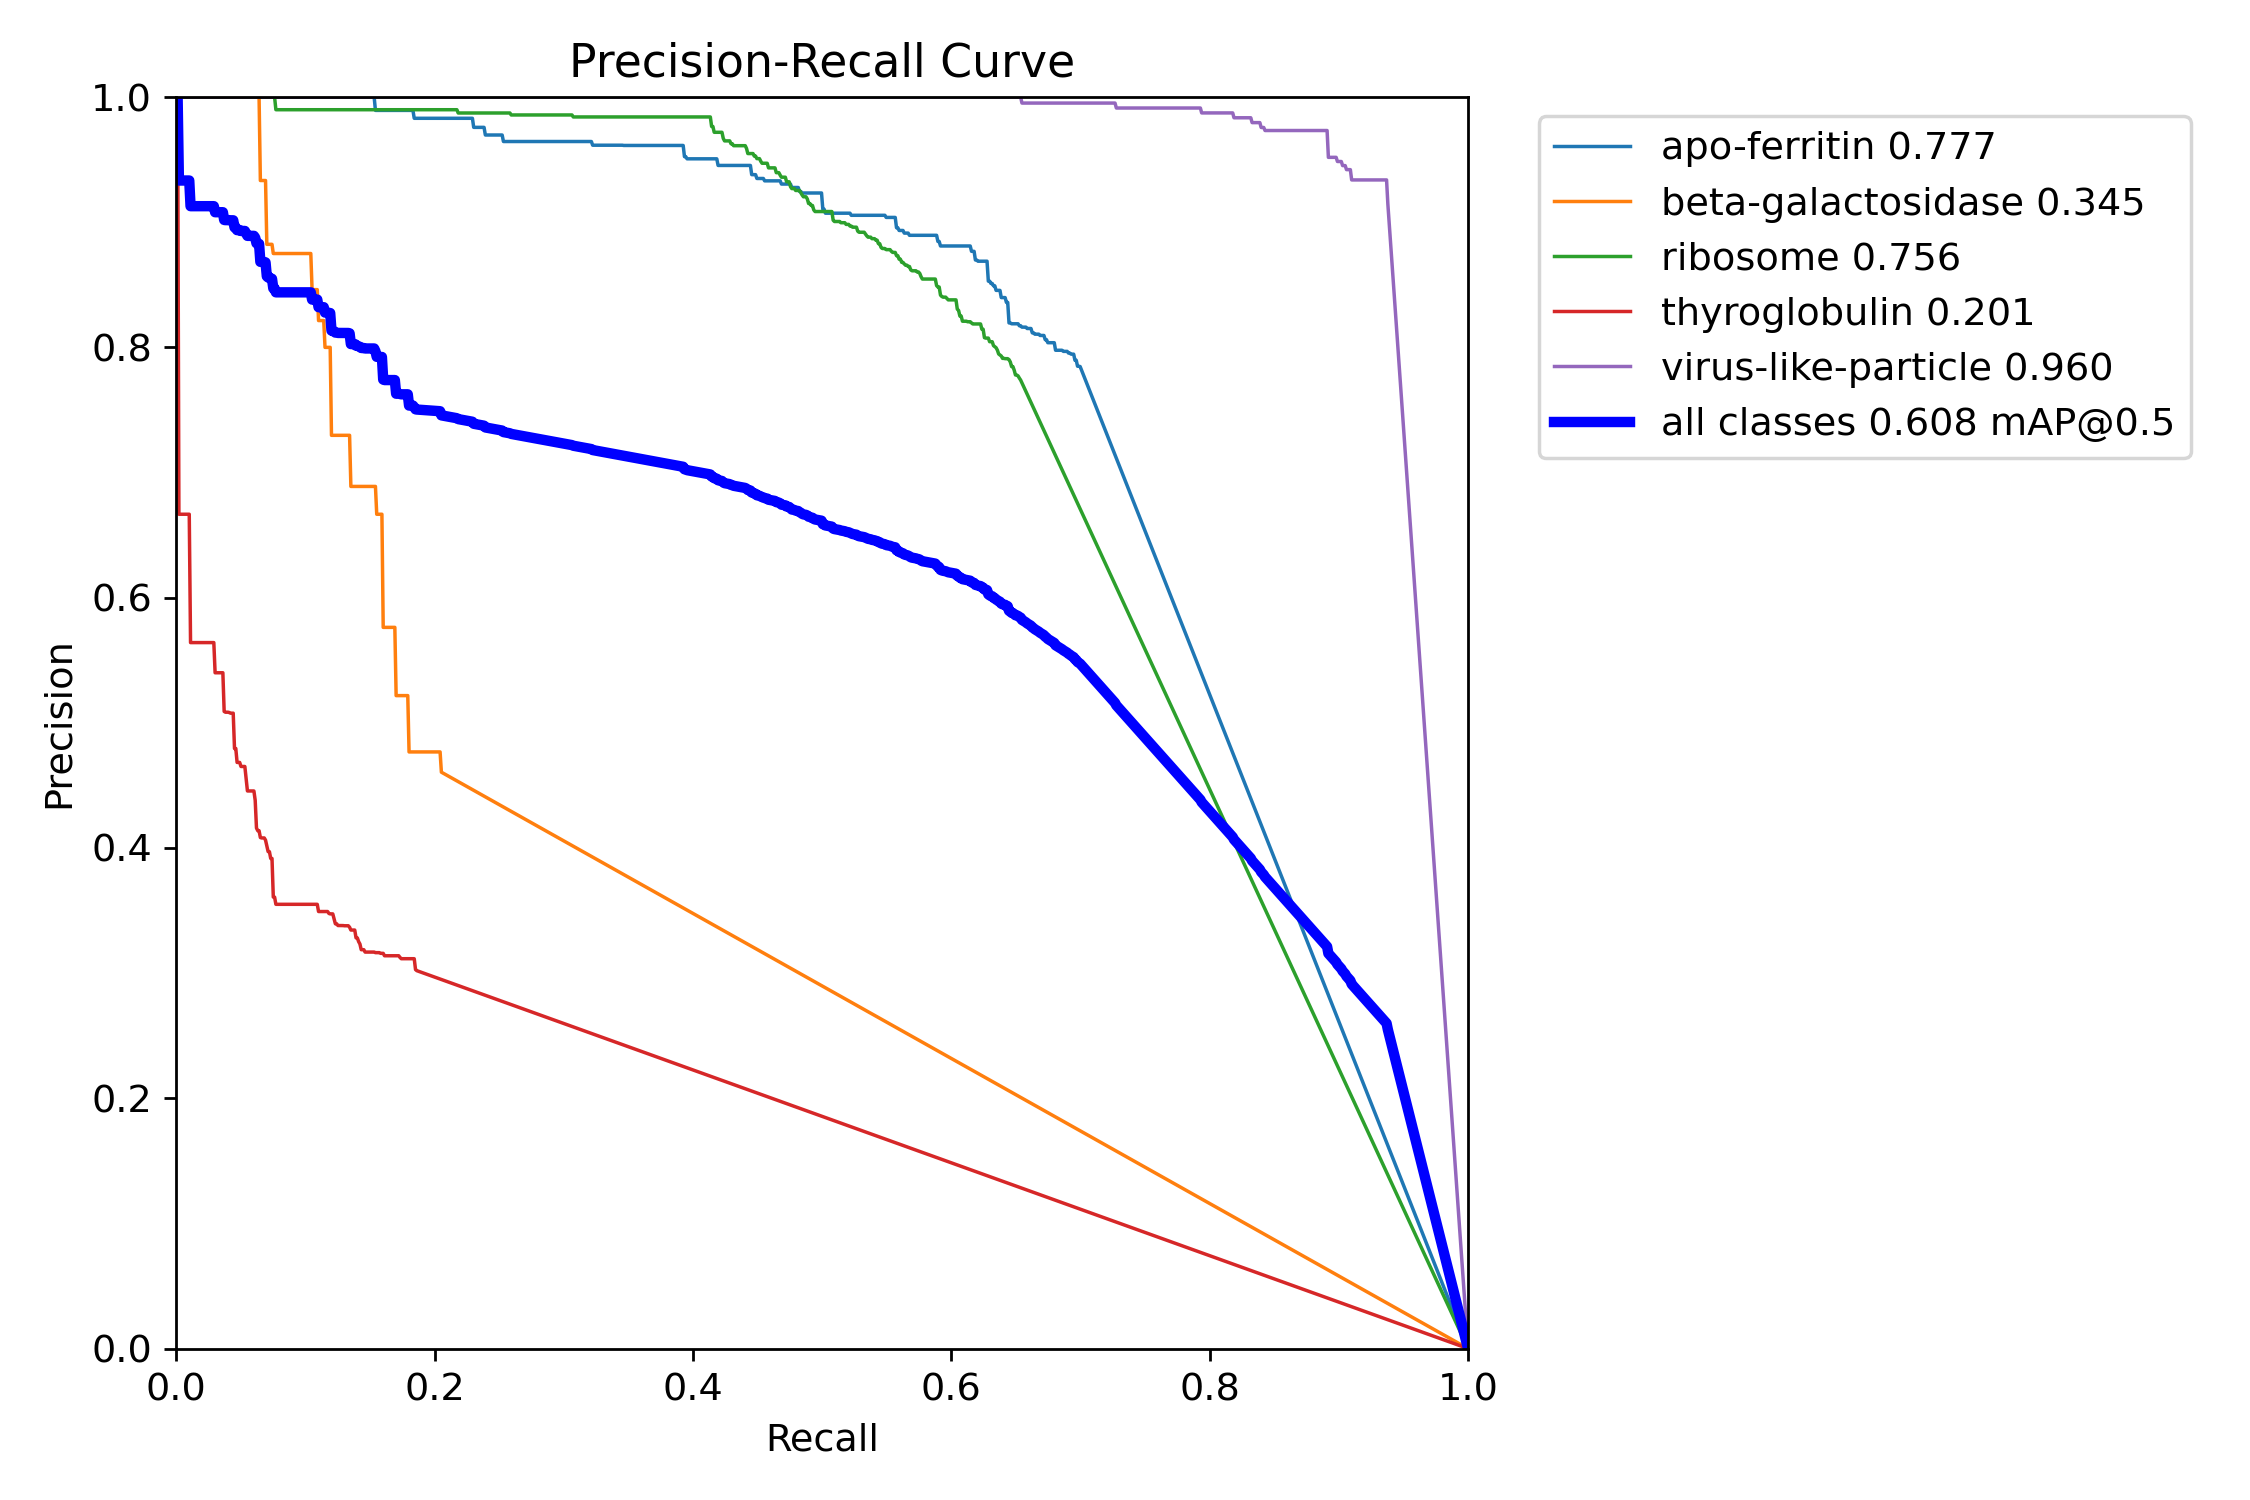 Precision-Recall Curve
1.0
0.8
0.6
0.4
0.2
0.0
Precision
0.0 0.2 0.4 0.6 0.8 1.0
Recall
apo-ferritin 0.777
beta-galactosidase 0.345
ribosome 0.756
thyroglobulin 0.201
virus-like-particle 0.960
all classes 0.608 mAP@0.5